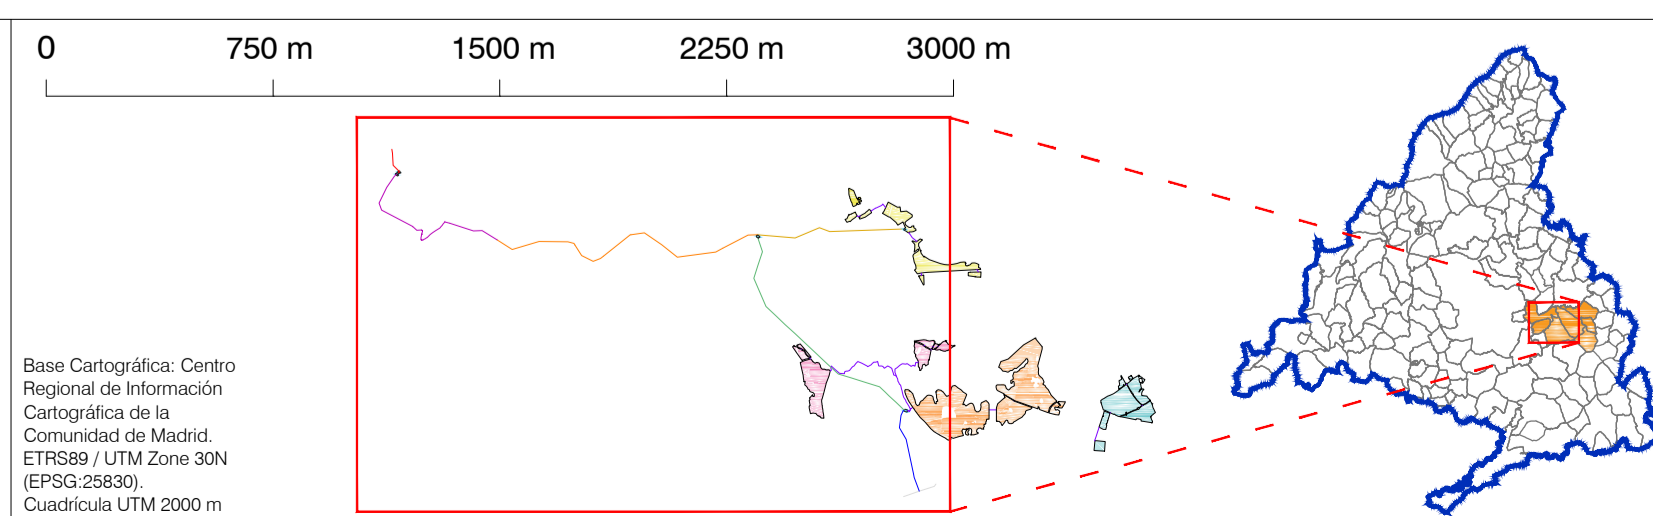 0 750 m 1500 m 2250 m 3000 m
Base Cartográfica: Centro
Regional de Información
Cartográfica de la
Comunidad de Madrid.
ETRS89 / UTM Zone 30N
(EPSG:25830).
Cuadrícula UTM 2000 m